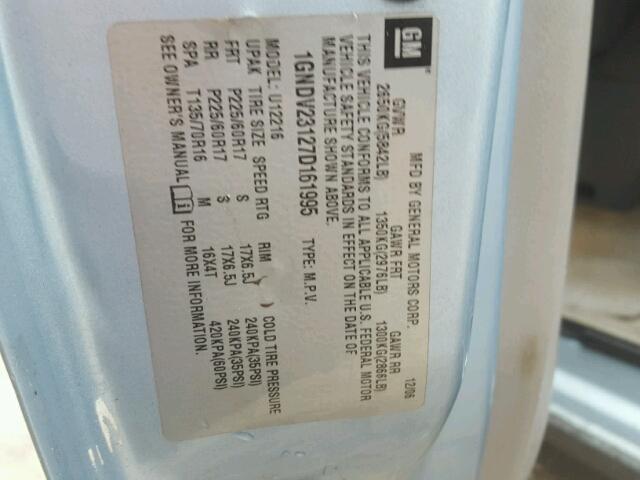 GM
MFD BY GENERAL MOTORS CORP. 12/06
GVWR GAWR FRT GAWR RR
2650KG(5842LB) 1350KG(2976LB) 1300KG(2866LB)
THIS VEHICLE CONFORMS TO ALL APPLICABLE U.S. FEDERAL MOTOR
VEHICLE SAFETY STANDARDS IN EFFECT ON THE DATE OF
MANUFACTURE SHOWN ABOVE.
1GNDV23127D161995 TYPE: M.P.V.
MODEL: U12216
UPAK TIRE SIZE SPEED RTG RIM COLD TIRE PRESSURE
FRT P225/60R17 S 17X6.5J 240KPA(35PSI)
RR P225/60R17 S 17X6.5J 240KPA(35PSI)
SPA T135/70R16 M 16X4T 420KPA(60PSI)
SEE OWNER'S MANUAL i FOR MORE INFORMATION.